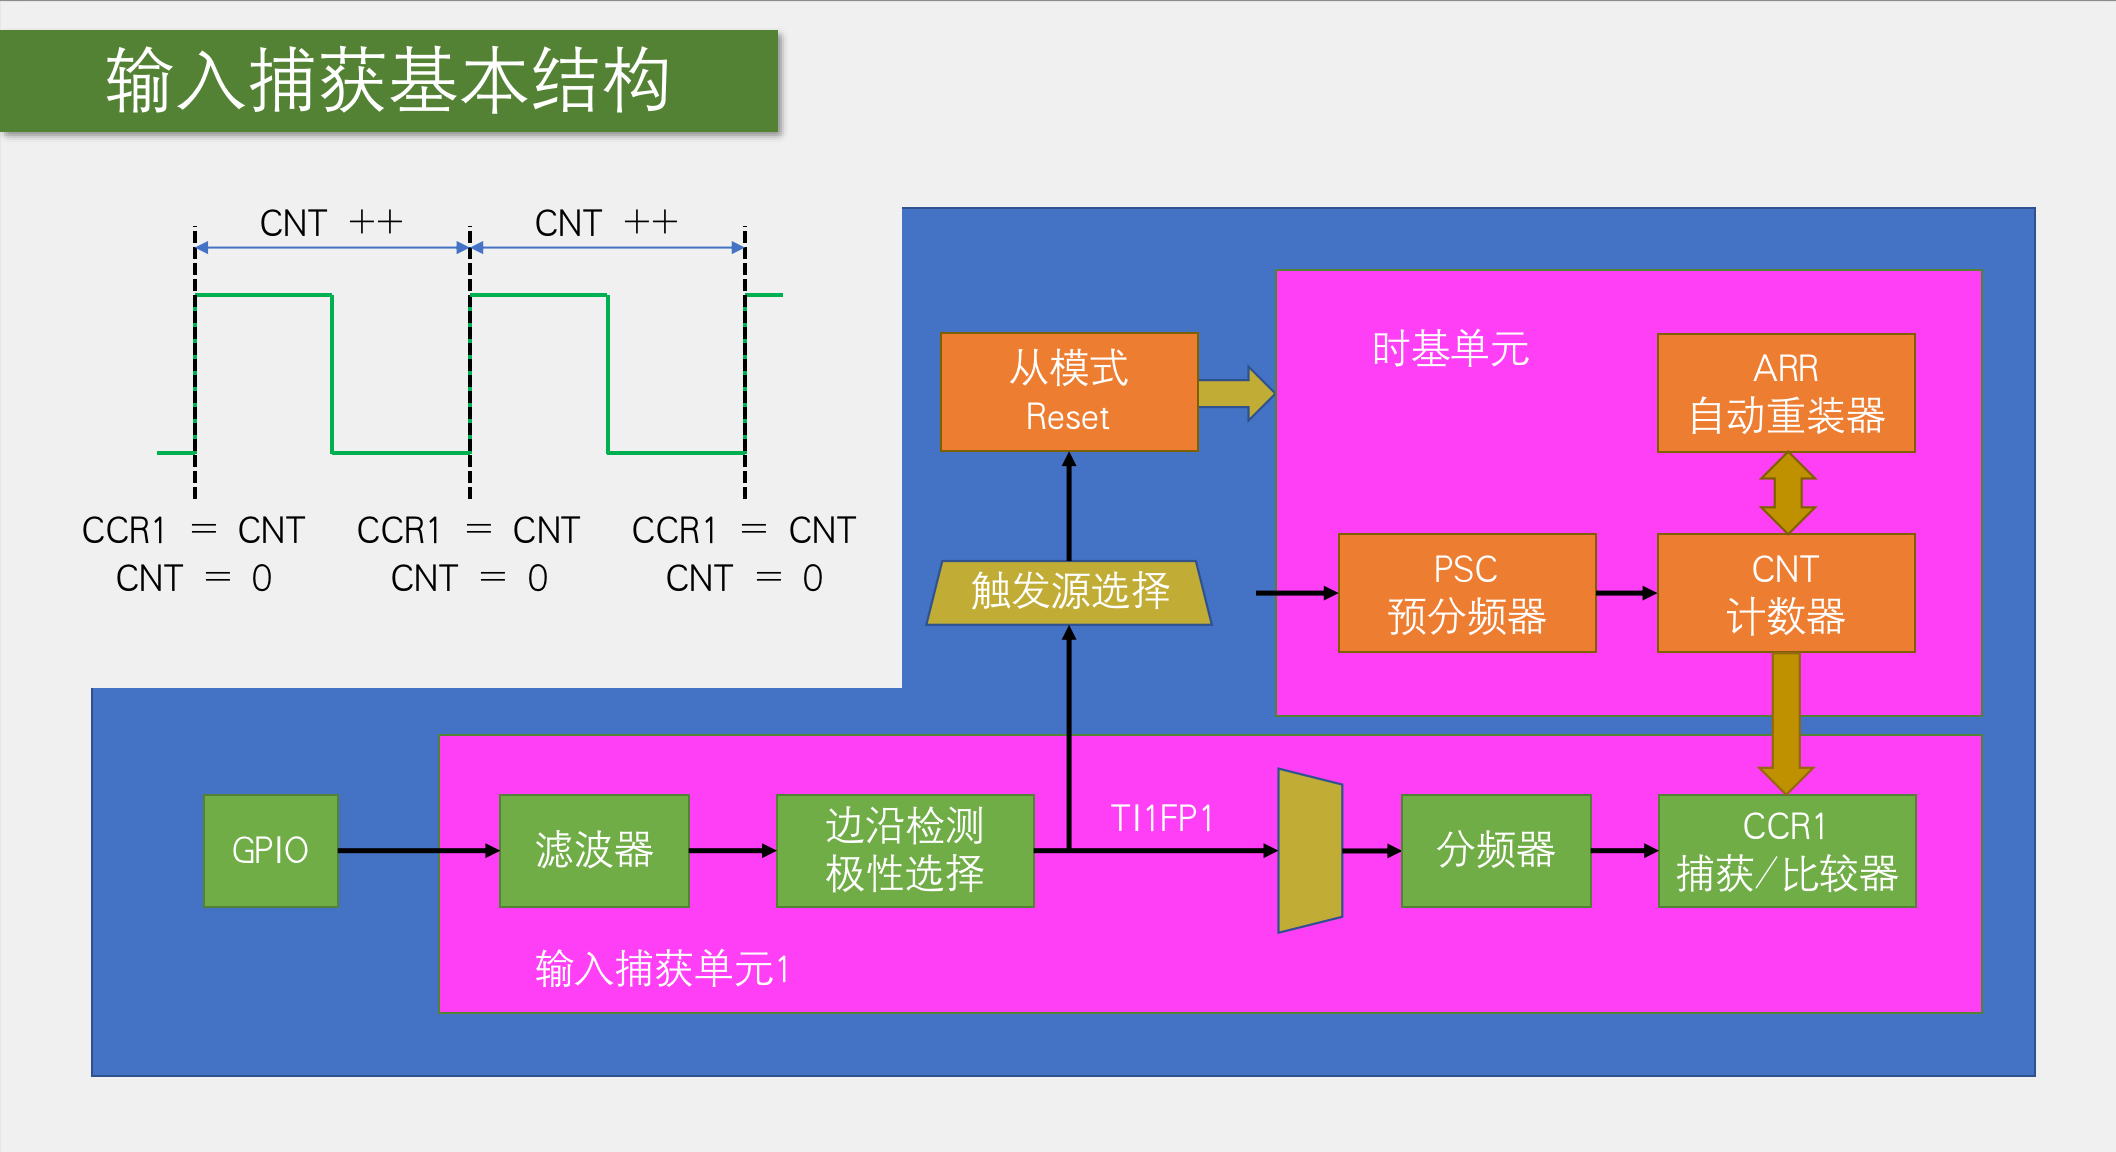 输入捕获基本结构
CNT ++
CNT ++
CCR1 = CNT
CNT = 0
CCR1 = CNT
CNT = 0
CCR1 = CNT
CNT = 0
从模式
Reset
时基单元
ARR
自动重装器
触发源选择
PSC
预分频器
CNT
计数器
GPIO
滤波器
边沿检测
极性选择
TI1FP1
分频器
CCR1
捕获/比较器
输入捕获单元1